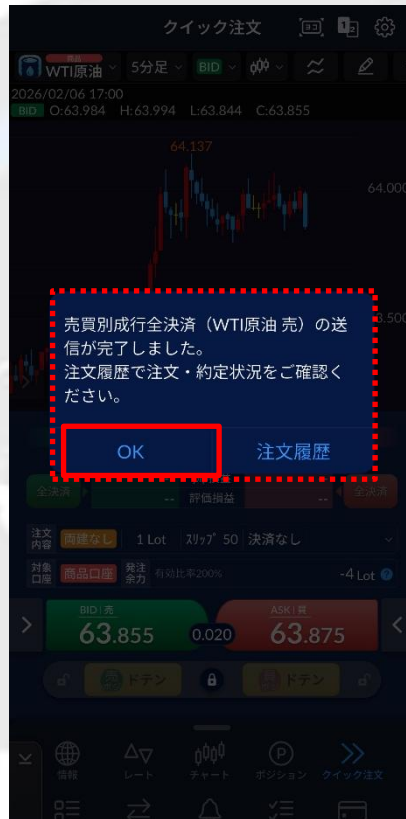 クイック注文
商品
WTI原油
5分足
BID
2026/02/06 17:00
BID O:63.984 H:63.994 L:63.844 C:63.855
64.137
64.000
売買別成行全決済（WTI原油 売）の送
信が完了しました。
注文履歴で注文・約定状況をご確認く
ださい。
OK 注文履歴
全決済 -- 評価損益 -- 全決済
注文内容 両建なし 1 Lot スリップ 50 決済なし
対象口座 商品口座 発注余力 有効比率200% -4 Lot
BID|売 ASK|買
63.855 0.020 63.875
ドテン ドテン
情報 レート チャート ポジション クイック注文